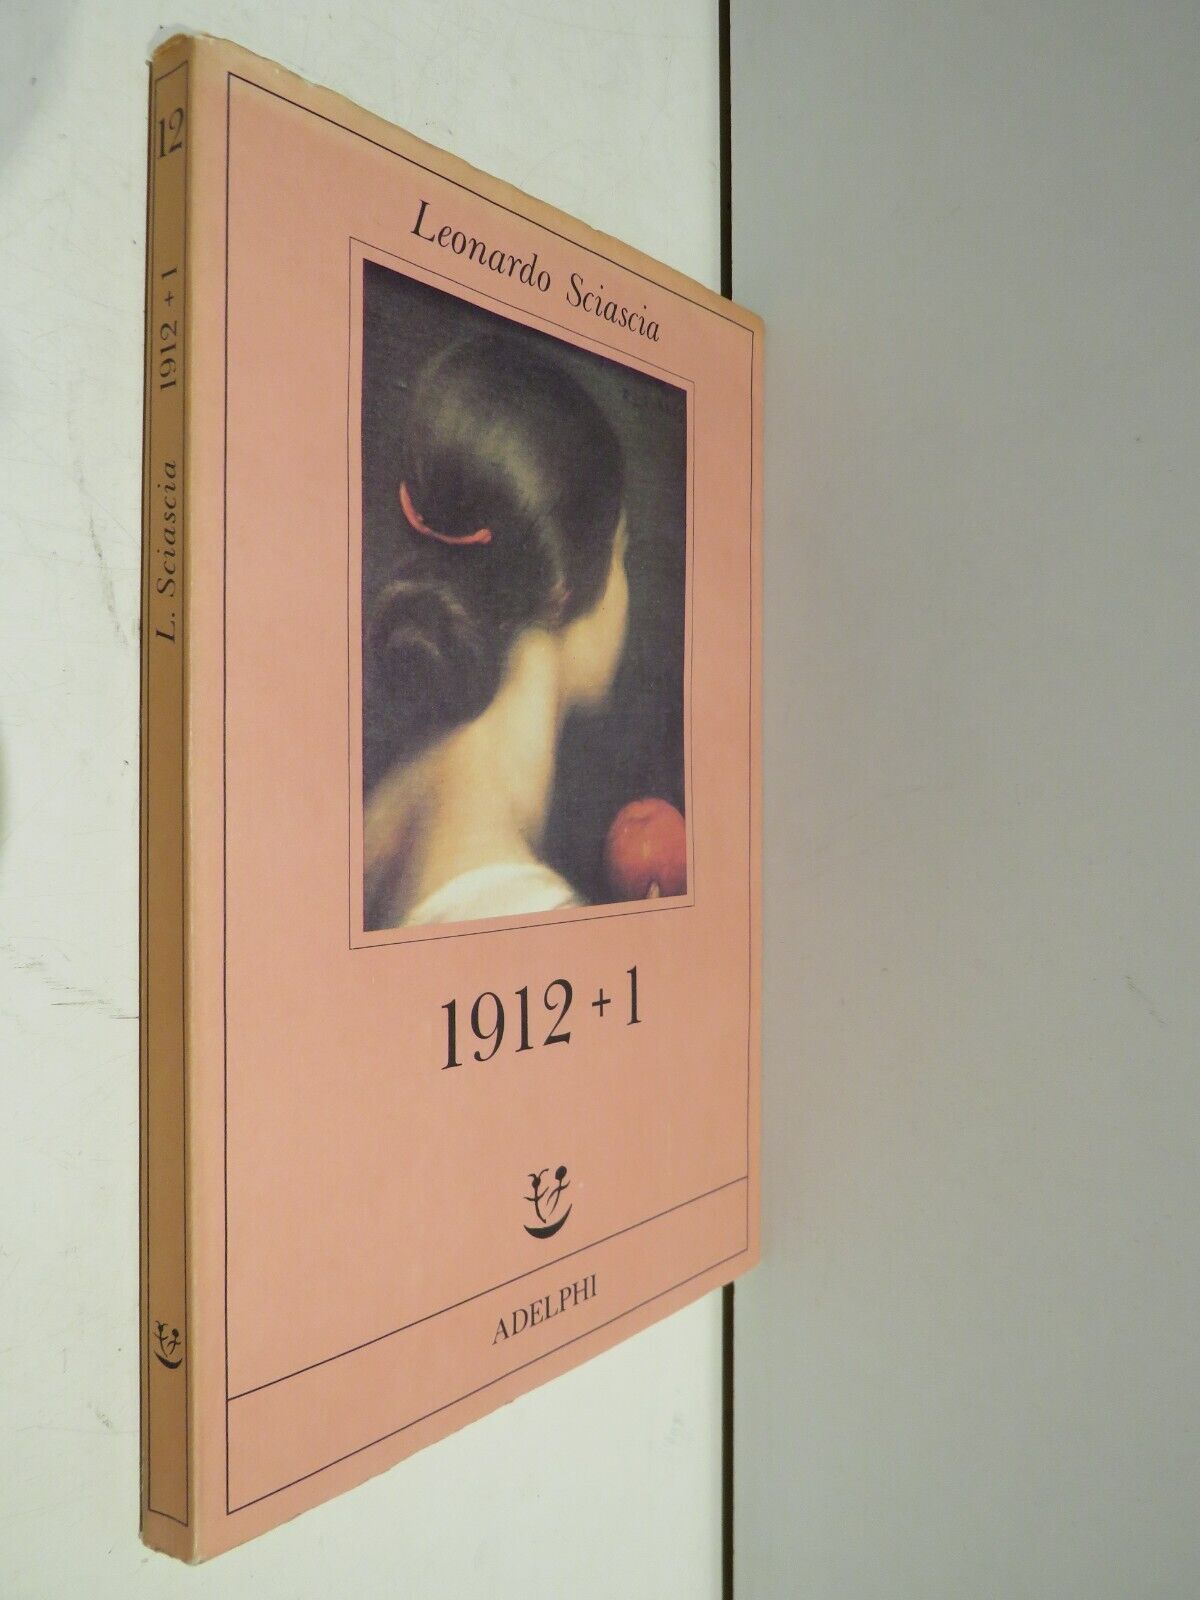 12
L. Sciascia 1912 + 1
Leonardo Sciascia
1912 + 1
ADELPHI